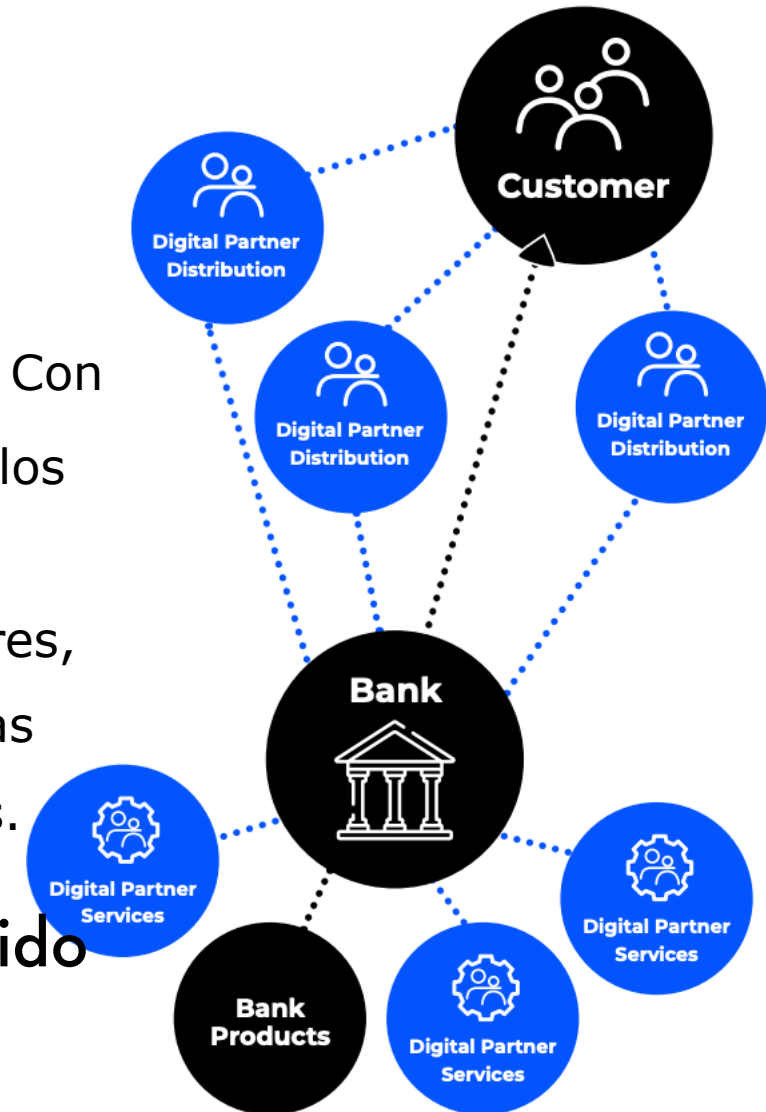 Customer
Digital Partner
Distribution
Con
Digital Partner
Distribution
Digital Partner
Distribution
los
res,
Bank
as
s.
Digital Partner
Services
Digital Partner
Services
ido
Bank
Products
Digital Partner
Services